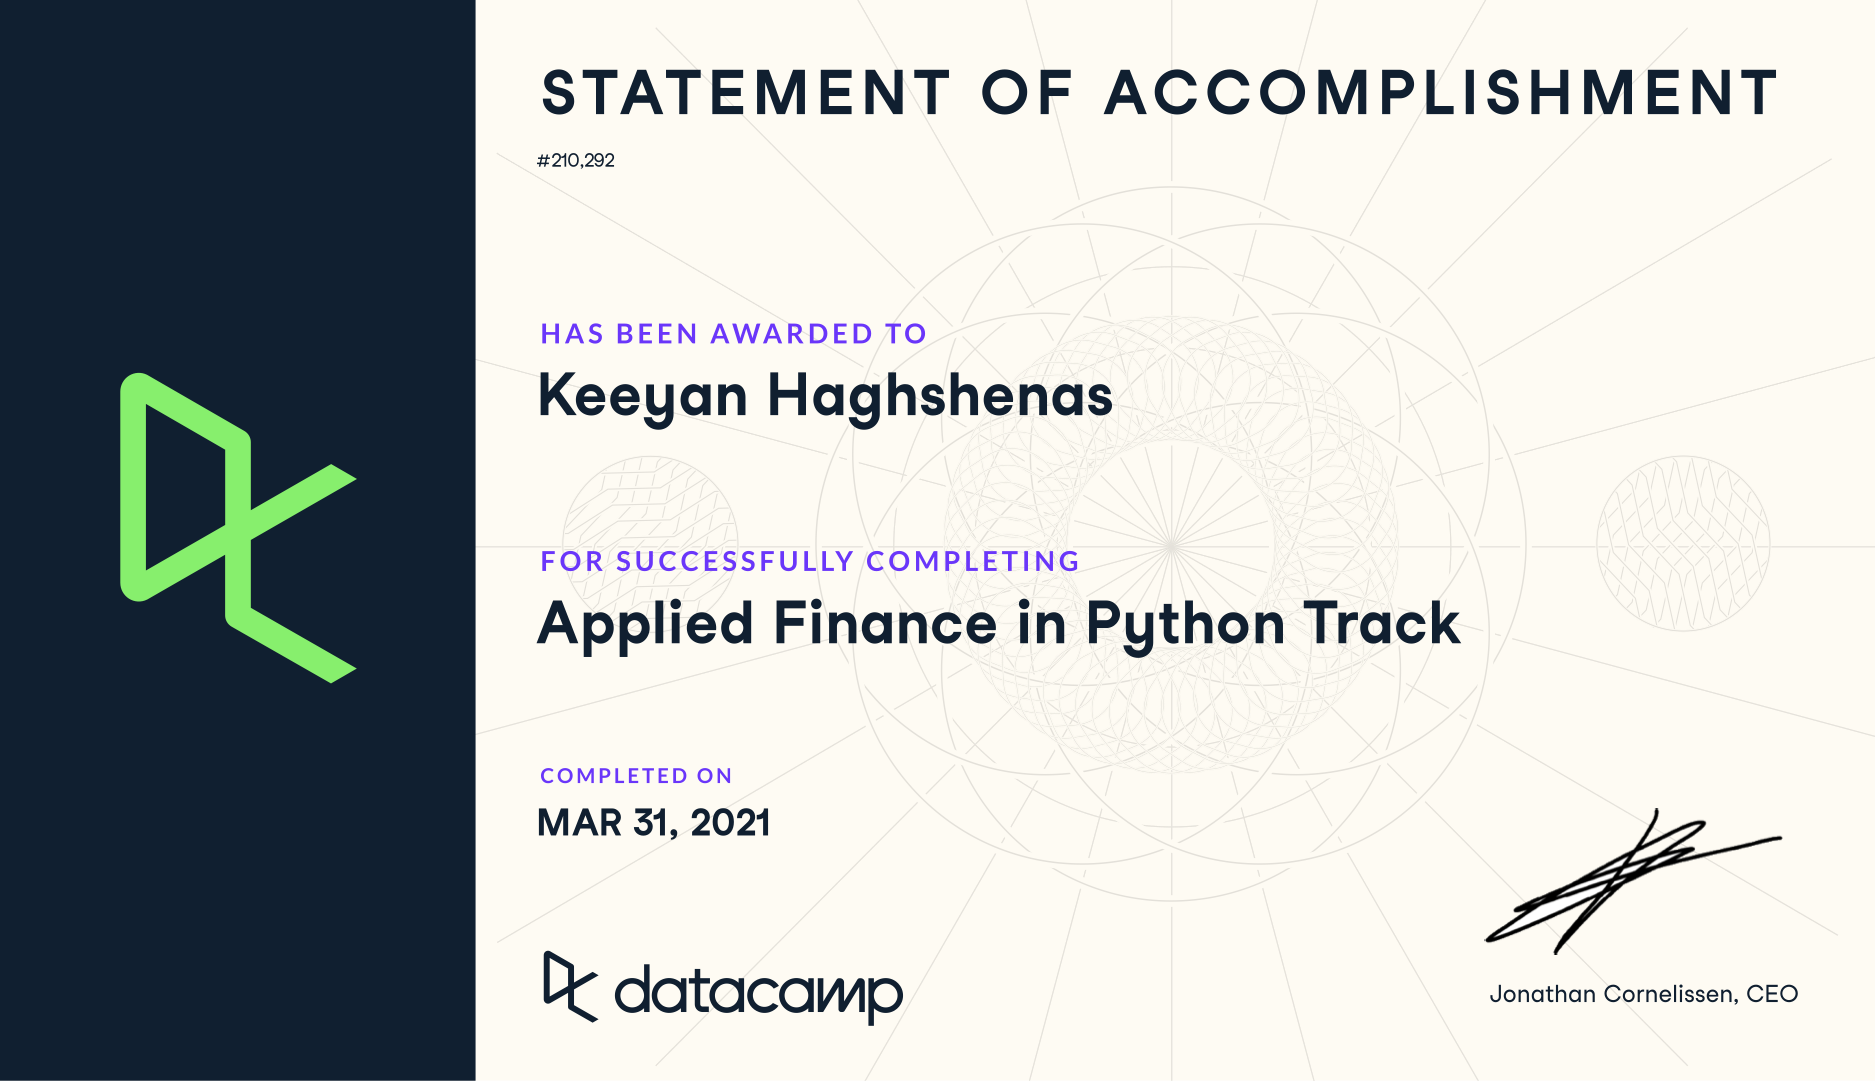 STATEMENT OF ACCOMPLISHMENT
#210,292
HAS BEEN AWARDED TO
Keeyan Haghshenas
FOR SUCCESSFULLY COMPLETING
Applied Finance in Python Track
COMPLETED ON
MAR 31, 2021
datacamp
Jonathan Cornelissen, CEO